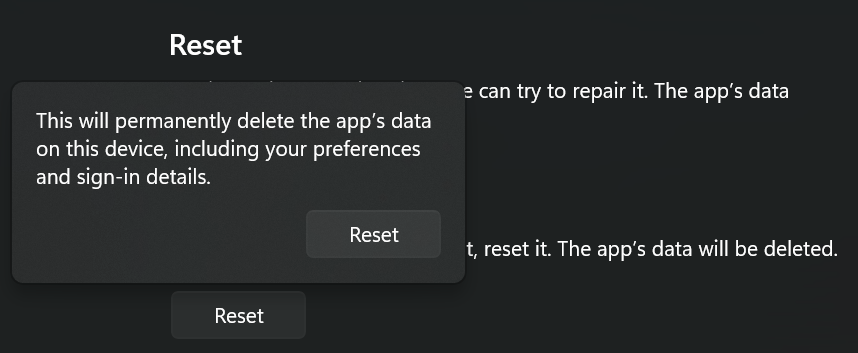 Reset
e can try to repair it. The app's data
This will permanently delete the app's data
on this device, including your preferences
and sign-in details.
Reset
t, reset it. The app's data will be deleted.
Reset